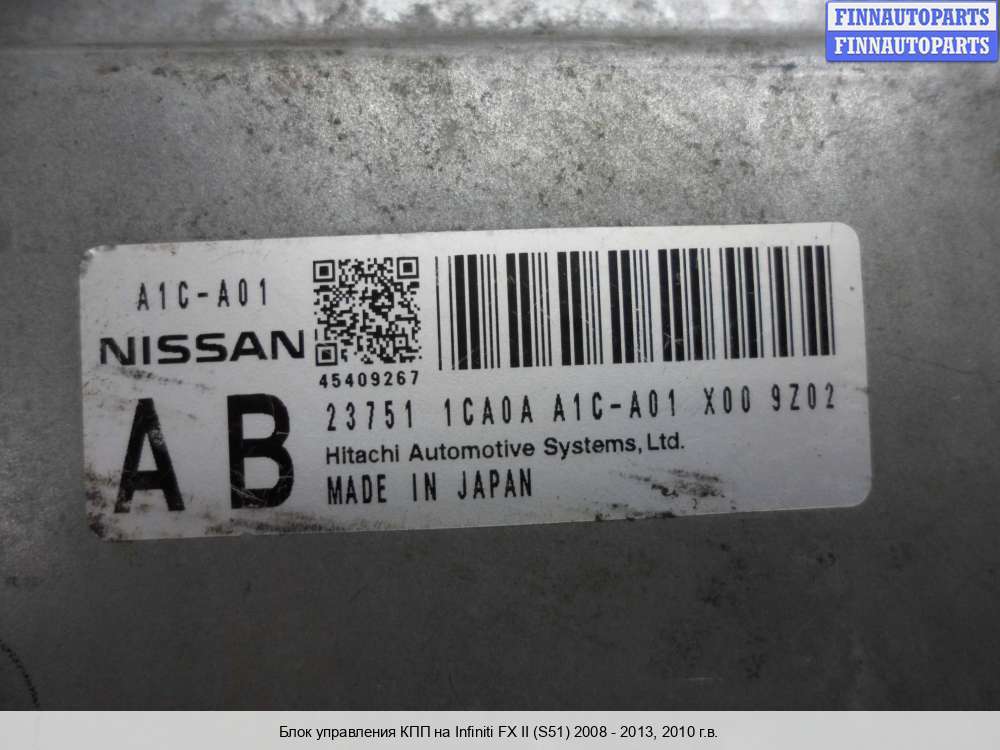 FINNAUTOPARTS
FINNAUTOPARTS
A1C-A01
NISSAN
45409267
A B
23751 1CA0A A1C-A01 X00 9Z02
Hitachi Automotive Systems, Ltd.
MADE IN JAPAN
Блок управления КПП на Infiniti FX II (S51) 2008 - 2013, 2010 г.в.